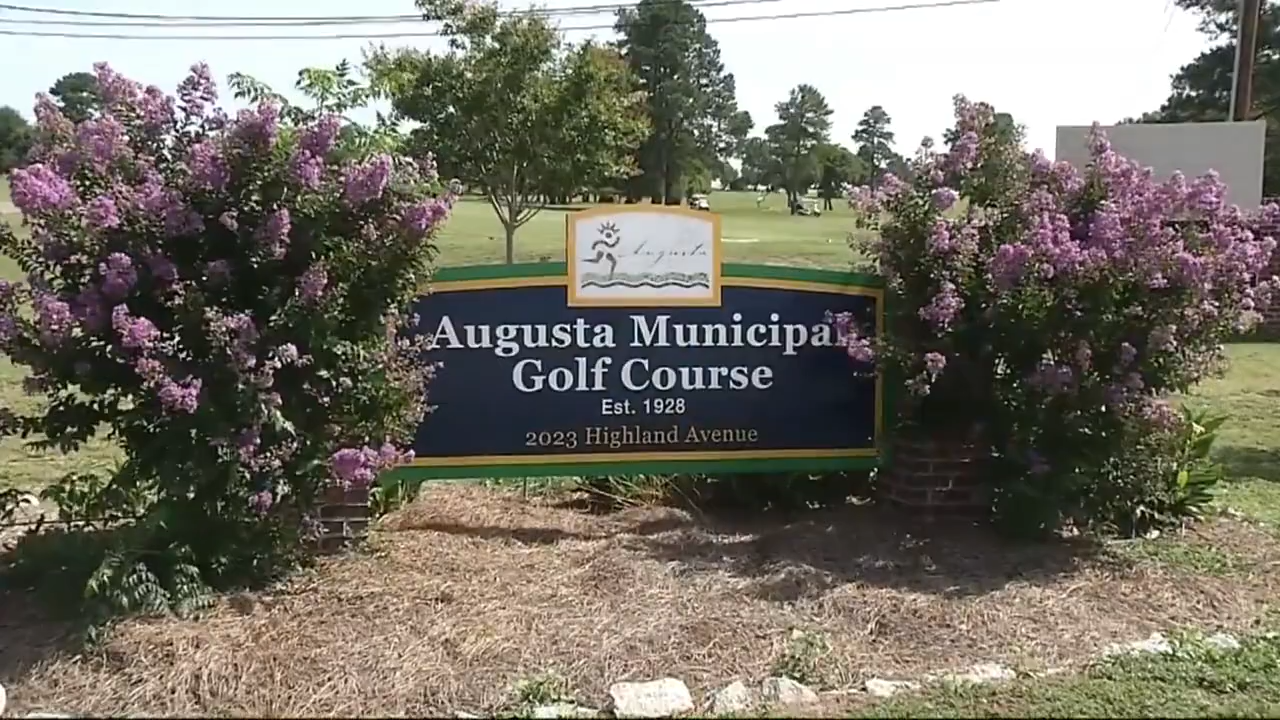 Augusta
Augusta Municipal
Golf Course
Est. 1928
2023 Highland Avenue